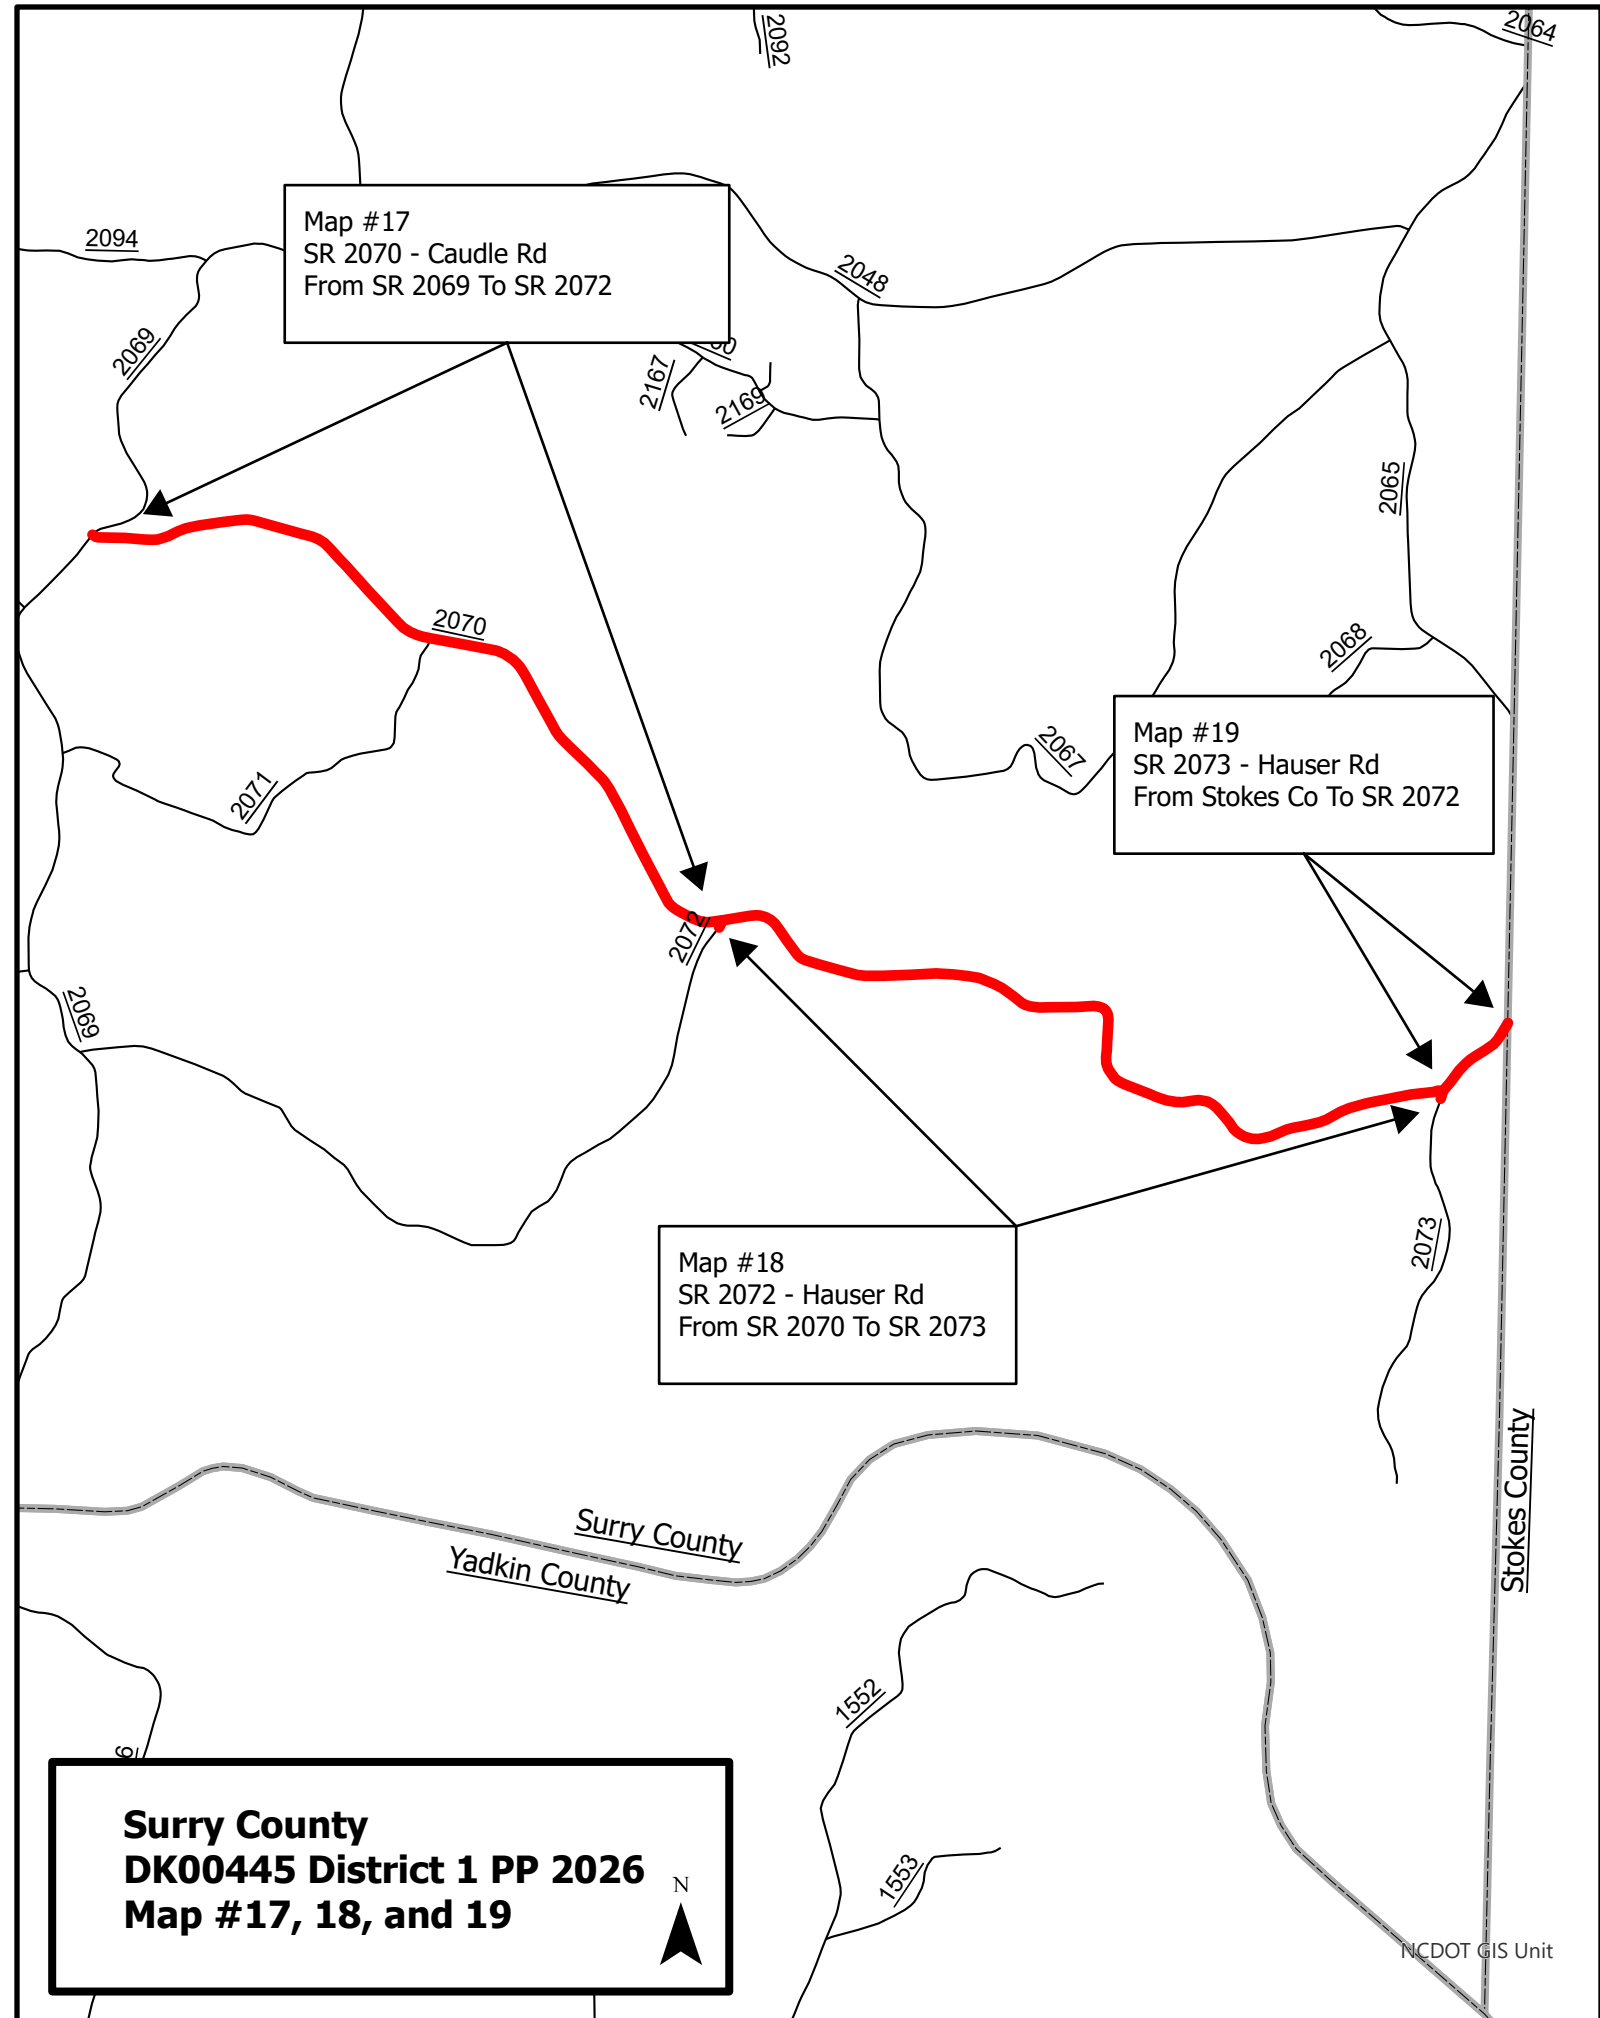 2092
2064
Map #17
SR 2070 - Caudle Rd
From SR 2069 To SR 2072
2094
2048
2069
2167
2169
2065
2070
2068
Map #19
SR 2073 - Hauser Rd
From Stokes Co To SR 2072
2067
2071
2072
2069
2073
Map #18
SR 2072 - Hauser Rd
From SR 2070 To SR 2073
Stokes County
Surry County
Yadkin County
1552
1553
Surry County
DK00445 District 1 PP 2026
Map #17, 18, and 19
N
NCDOT GIS Unit